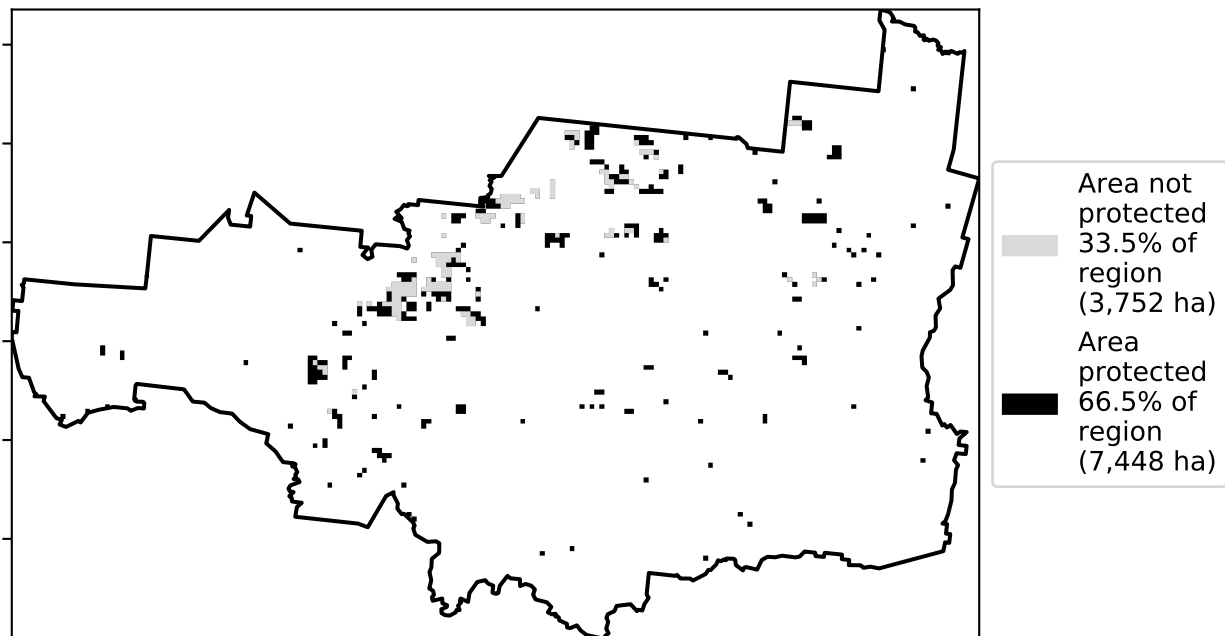 Area not
protected
33.5% of
region
(3,752 ha)
Area
protected
66.5% of
region
(7,448 ha)